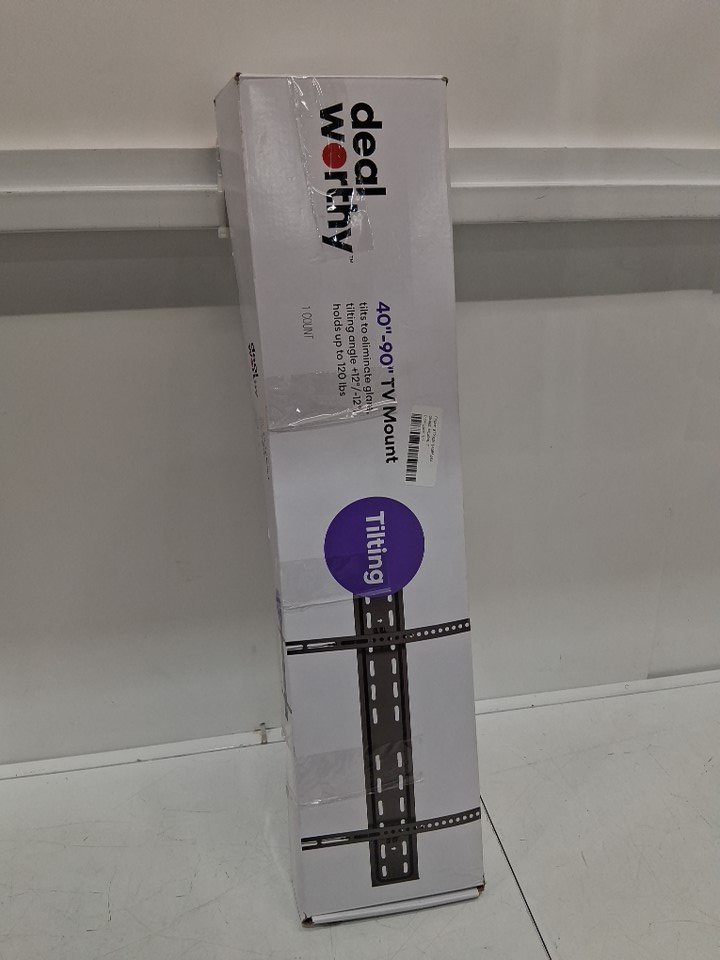 deal
worthy™
40"-90" TV Mount
tilts to eliminate glare
tilting angle +12°/-12°
holds up to 120 lbs
1 COUNT
Tilting